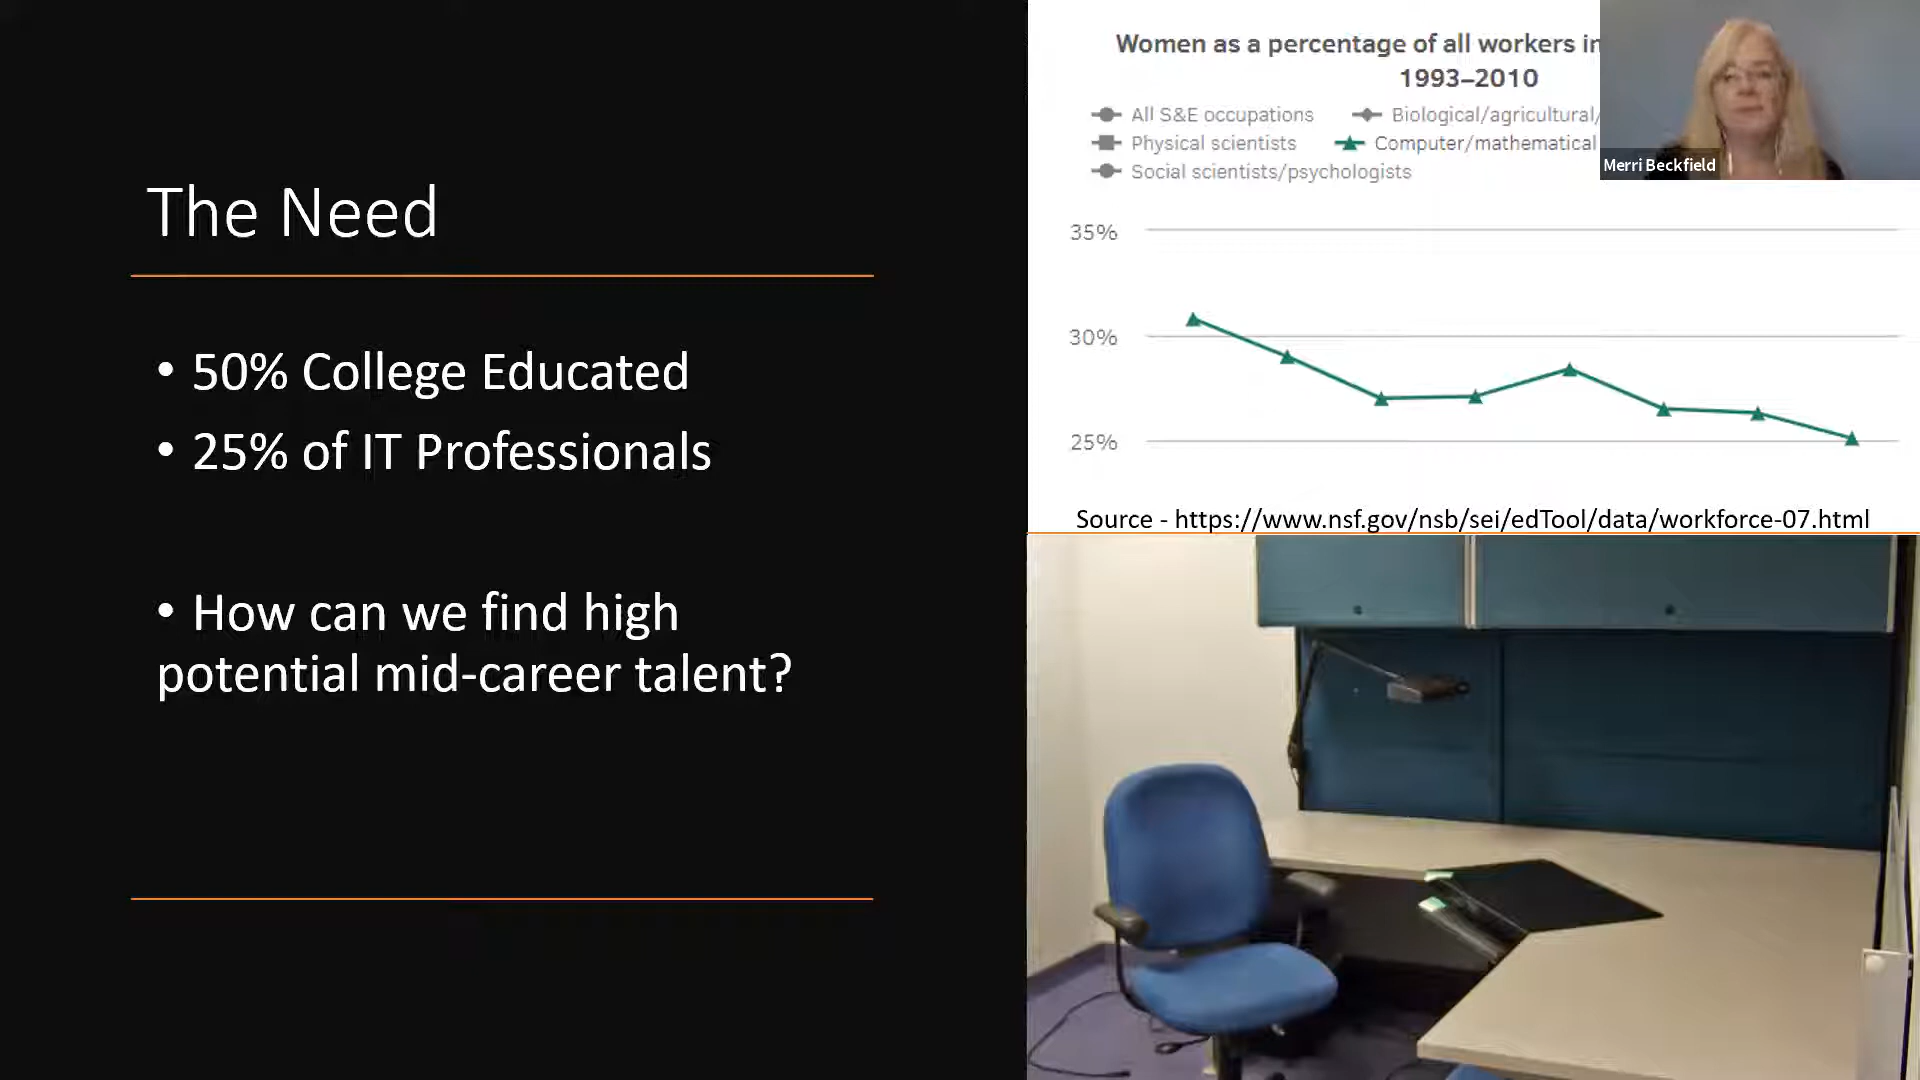 The Need
• 50% College Educated
• 25% of IT Professionals
• How can we find high
potential mid-career talent?
Women as a percentage of all workers in
1993–2010
All S&E occupations
Biological/agricultural/
Physical scientists
Computer/mathematical
Social scientists/psychologists
35%
30%
25%
Source - https://www.nsf.gov/nsb/sei/edTool/data/workforce-07.html
Merri Beckfield